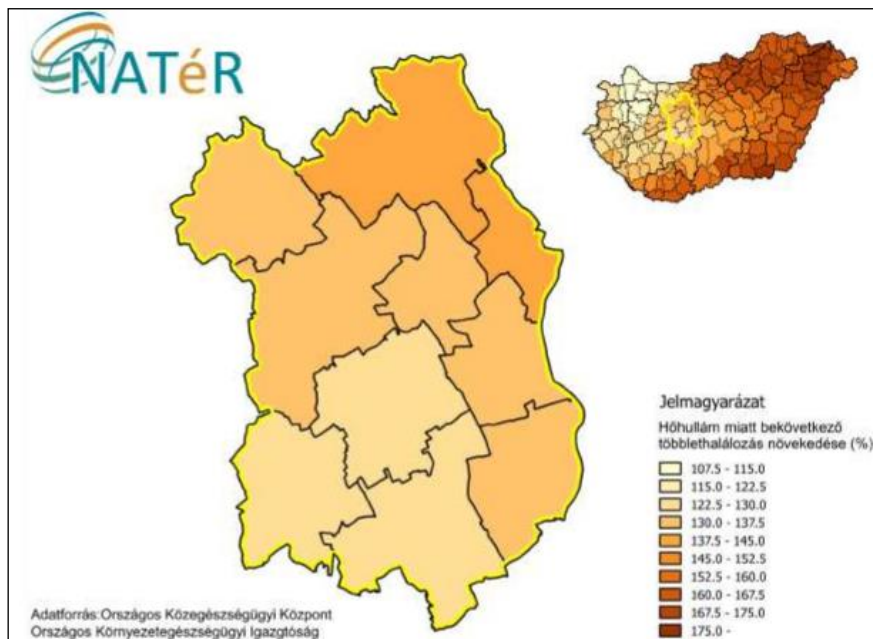 NATéR
Jelmagyarázat
Hőhullám miatt bekövetkező
többlethalálozás növekedése (%)
107.5 - 115.0
115.0 - 122.5
122.5 - 130.0
130.0 - 137.5
137.5 - 145.0
145.0 - 152.5
152.5 - 160.0
160.0 - 167.5
167.5 - 175.0
175.0 -
Adatforrás:Országos Közegészségügyi Központ
Országos Környezetegészségügyi Igazgtóság